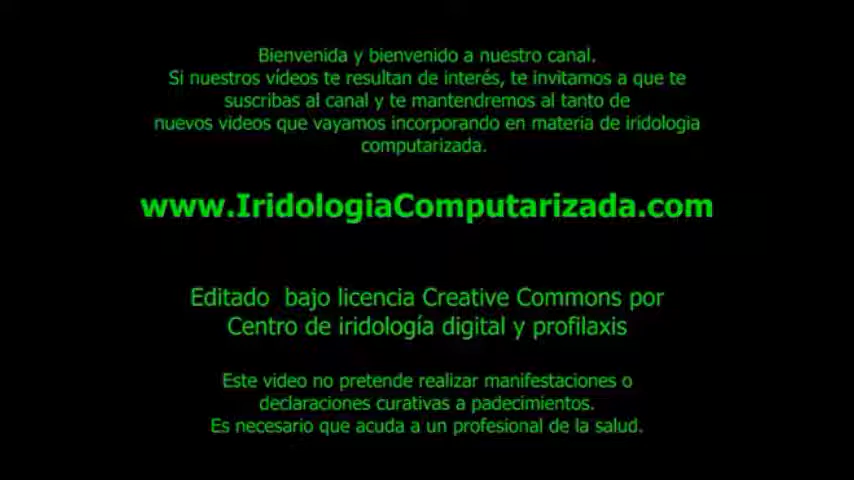 Bienvenida y bienvenido a nuestro canal.
Si nuestros vídeos te resultan de interés, te invitamos a que te
suscribas al canal y te mantendremos al tanto de
nuevos videos que vayamos incorporando en materia de iridologia
computarizada.
www.IridologiaComputarizada.com
Editado bajo licencia Creative Commons por
Centro de iridología digital y profilaxis
Este video no pretende realizar manifestaciones o
declaraciones curativas a padecimientos.
Es necesario que acuda a un profesional de la salud.